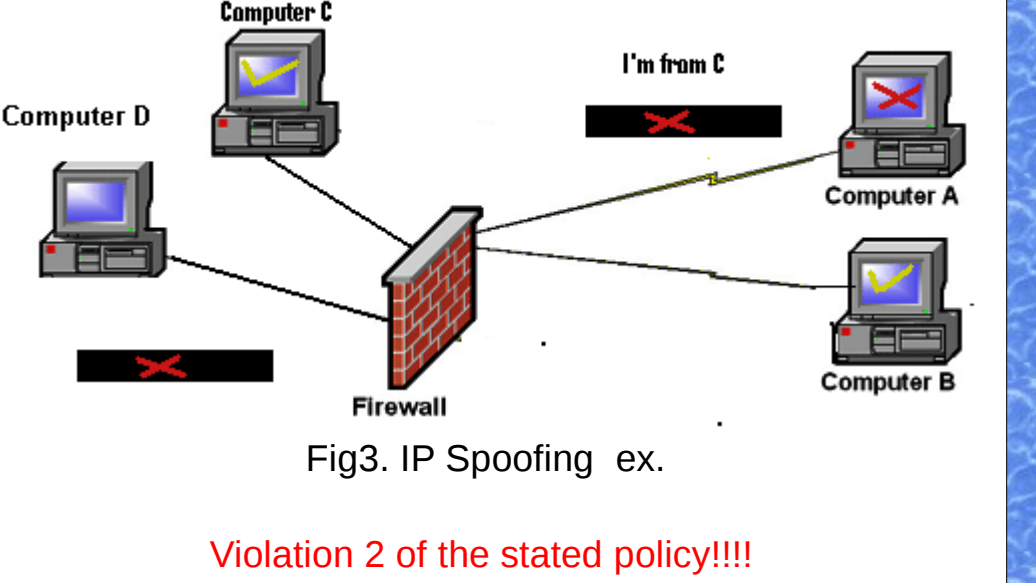 Computer C
I'm from C
Computer D
Computer A
Computer B
Firewall
Fig3. IP Spoofing ex.
Violation 2 of the stated policy!!!!